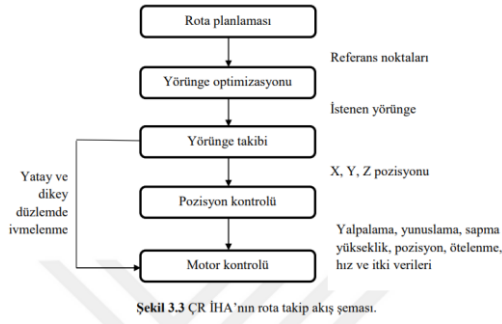 Rota planlaması
Referans noktaları
Yörünge optimizasyonu
İstenen yörünge
Yörünge takibi
X, Y, Z pozisyonu
Yatay ve
dikey
düzlemde
ivmelenme
Pozisyon kontrolü
Yalpalama, yunuslama, sapma
yükseklik, pozisyon, ötelenme,
hız ve itki verileri
Motor kontrolü
Şekil 3.3 ÇR İHA’nın rota takip akış şeması.